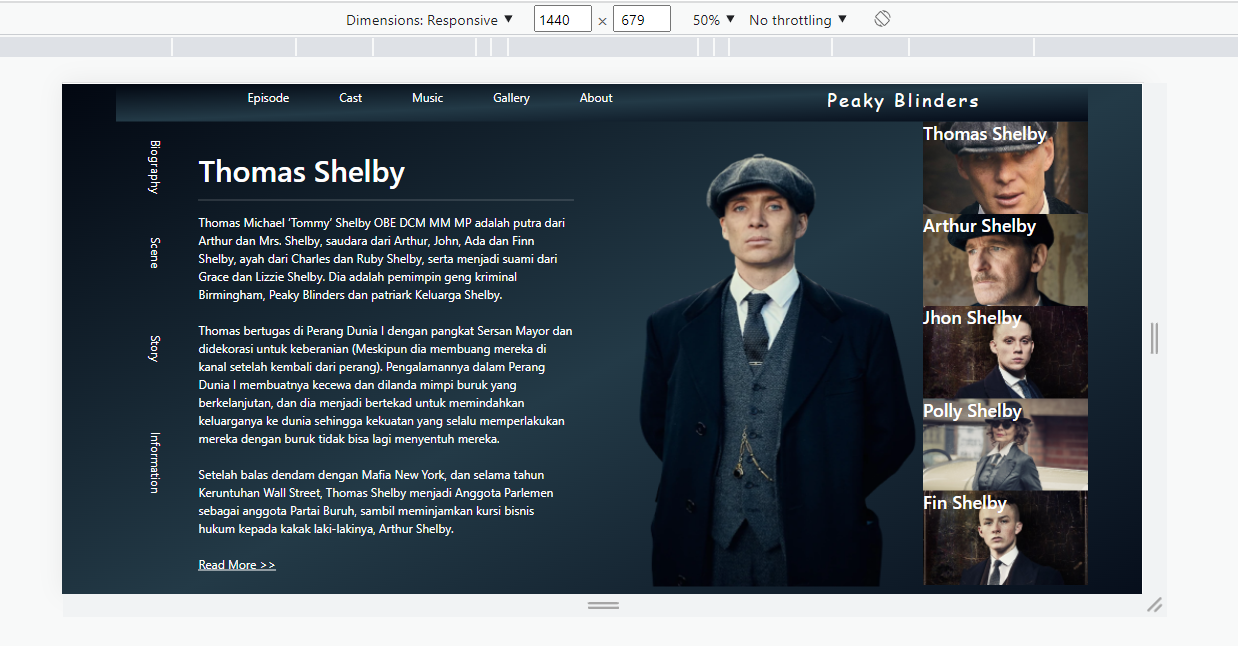 Dimensions: Responsive ▼ 1440 × 679 50% ▼ No throttling ▼
Episode Cast Music Gallery About Peaky Blinders
Biography
Scene
Story
Information
Thomas Shelby
Thomas Michael ‘Tommy’ Shelby OBE DCM MM MP adalah putra dari
Arthur dan Mrs. Shelby, saudara dari Arthur, John, Ada dan Finn
Shelby, ayah dari Charles dan Ruby Shelby, serta menjadi suami dari
Grace dan Lizzie Shelby. Dia adalah pemimpin geng kriminal
Birmingham, Peaky Blinders dan patriark Keluarga Shelby.
Thomas bertugas di Perang Dunia I dengan pangkat Sersan Mayor dan
didekorasi untuk keberanian (Meskipun dia membuang mereka di
kanal setelah kembali dari perang). Pengalamannya dalam Perang
Dunia I membuatnya kecewa dan dilanda mimpi buruk yang
berkelanjutan, dan dia menjadi bertekad untuk memindahkan
keluarganya ke dunia sehingga kekuatan yang selalu memperlakukan
mereka dengan buruk tidak bisa lagi menyentuh mereka.
Setelah balas dendam dengan Mafia New York, dan selama tahun
Keruntuhan Wall Street, Thomas Shelby menjadi Anggota Parlemen
sebagai anggota Partai Buruh, sambil meminjamkan kursi bisnis
hukum kepada kakak laki-lakinya, Arthur Shelby.
Read More >>
Thomas Shelby
Arthur Shelby
Jhon Shelby
Polly Shelby
Fin Shelby